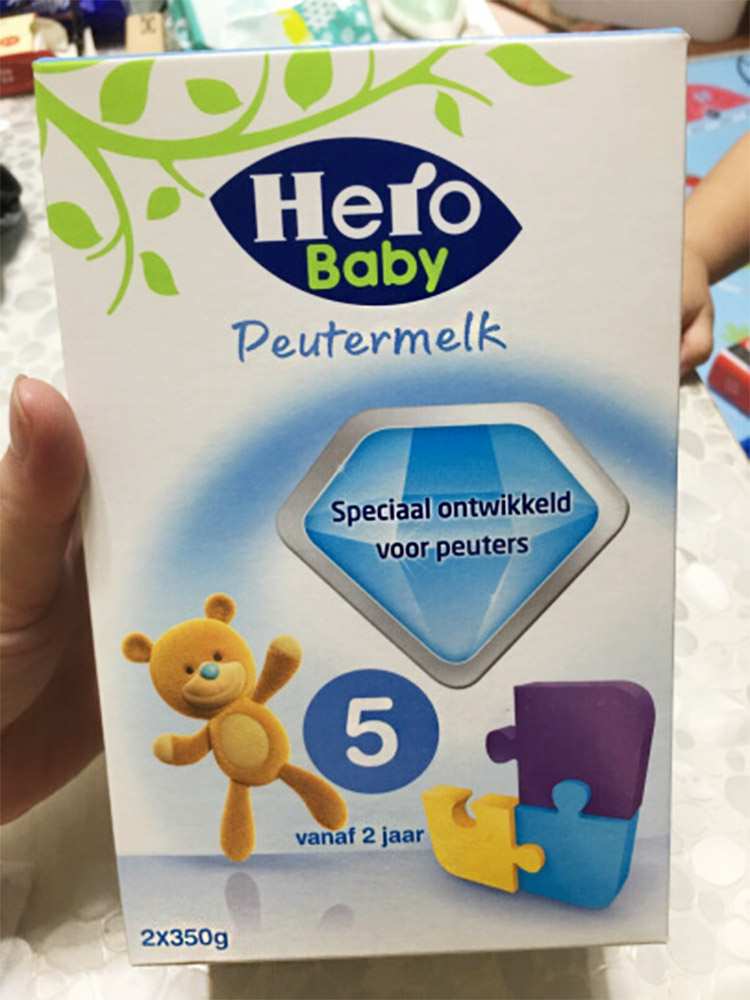 Hero
Baby
Peutermelk
Speciaal ontwikkeld
voor peuters
5
vanaf 2 jaar
2x350g